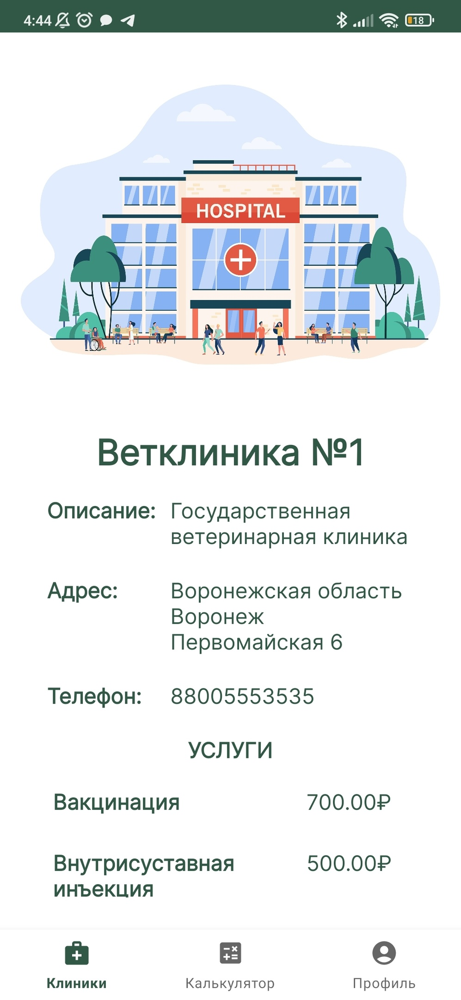 4:44
18
HOSPITAL
Ветклиника №1
Описание: Государственная
ветеринарная клиника
Адрес: Воронежская область
Воронеж
Первомайская 6
Телефон: 88005553535
УСЛУГИ
Вакцинация 700.00₽
Внутрисуставная 500.00₽
инъекция
Клиники Калькулятор Профиль